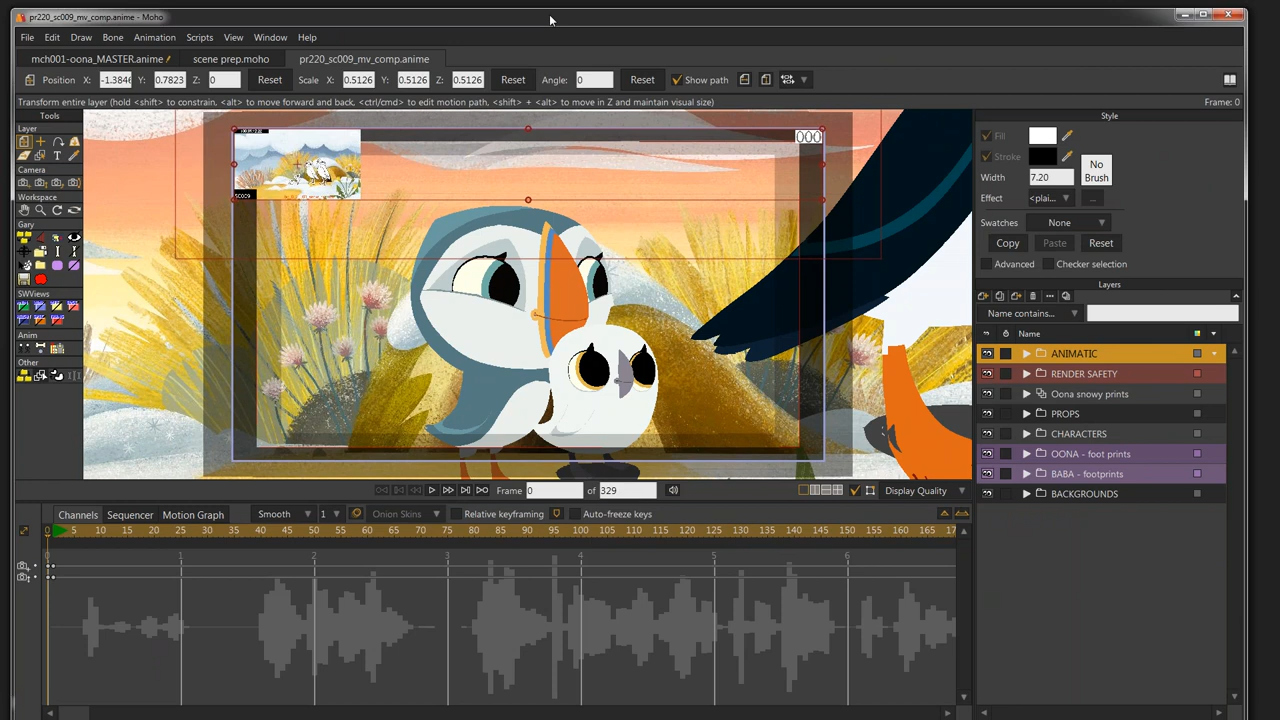 pr220_sc009_mv_comp.anime - Moho
File Edit Draw Bone Animation Scripts View Window Help
mch001-oona_MASTER.anime scene prep.moho pr220_sc009_mv_comp.anime
Position X: -1.3846 Y: 0.7823 Z: 0 Reset Scale X: 0.5126 Y: 0.5126 Z: 0.5126 Reset Angle: 0 Reset Show path
Transform entire layer (hold <shift> to constrain, <alt> to move forward and back, <ctrl/cmd> to edit motion path, <shift> + <alt> to move in Z and maintain visual size) Frame: 0
Tools
Layer
Camera
Workspace
Gary
SWViews
Anim
Other
000
SC009
Style
Fill
Stroke
Width 7.20
No Brush
Effect <plai... ...
Swatches None
Copy Paste Reset
Advanced Checker selection
Layers
Name contains...
Name
ANIMATIC
RENDER SAFETY
Oona snowy prints
PROPS
CHARACTERS
OONA - foot prints
BABA - footprints
BACKGROUNDS
Frame 0 of 329 Display Quality
Channels Sequencer Motion Graph Smooth 1 Onion Skins Relative keyframing Auto-freeze keys
0 5 10 15 20 25 30 35 40 45 50 55 60 65 70 75 80 85 90 95 100 105 110 115 120 125 130 135 140 145 150 155 160 165 17
0 1 2 3 4 5 6